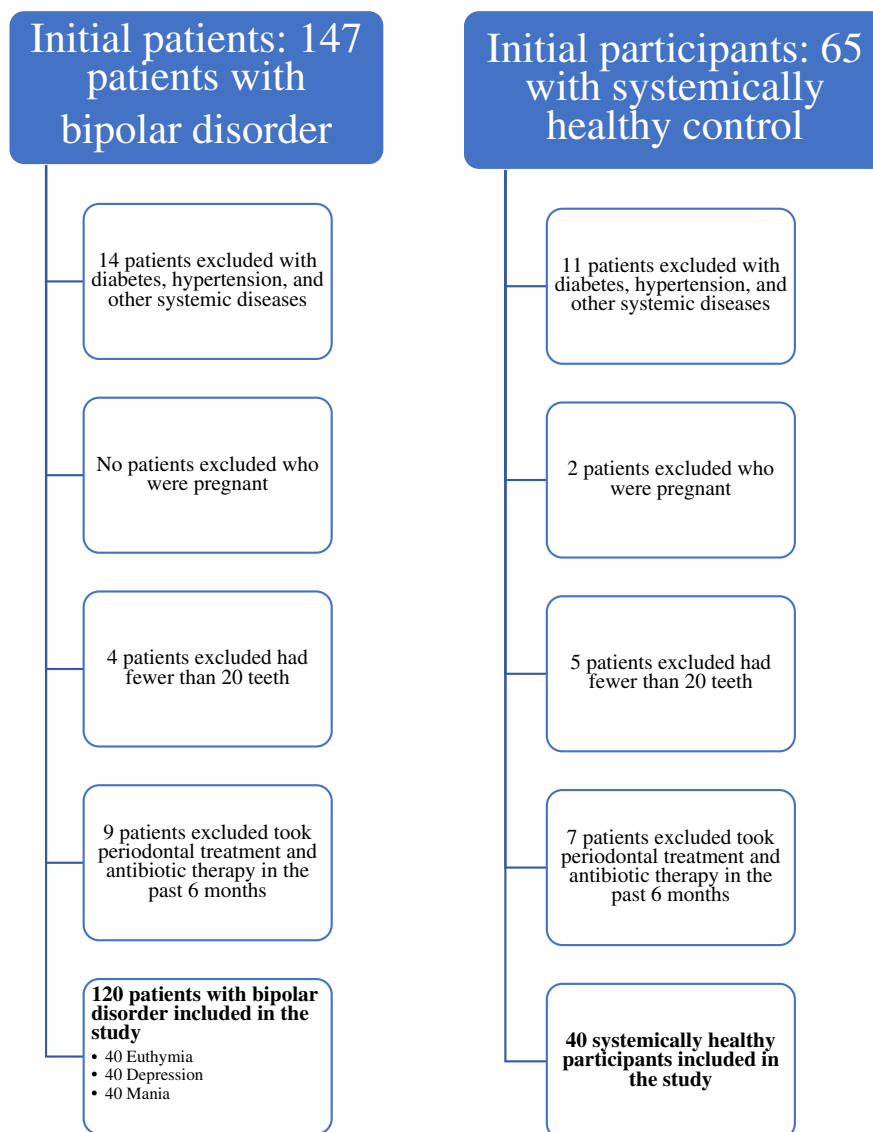 Initial patients: 147
patients with
bipolar disorder
14 patients excluded with
diabetes, hypertension, and
other systemic diseases
No patients excluded who
were pregnant
4 patients excluded had
fewer than 20 teeth
9 patients excluded took
periodontal treatment and
antibiotic therapy in the
past 6 months
120 patients with bipolar
disorder included in the
study
• 40 Euthymia
• 40 Depression
• 40 Mania
Initial participants: 65
with systemically
healthy control
11 patients excluded with
diabetes, hypertension, and
other systemic diseases
2 patients excluded who
were pregnant
5 patients excluded had
fewer than 20 teeth
7 patients excluded took
periodontal treatment and
antibiotic therapy in the
past 6 months
40 systemically healthy
participants included in
the study